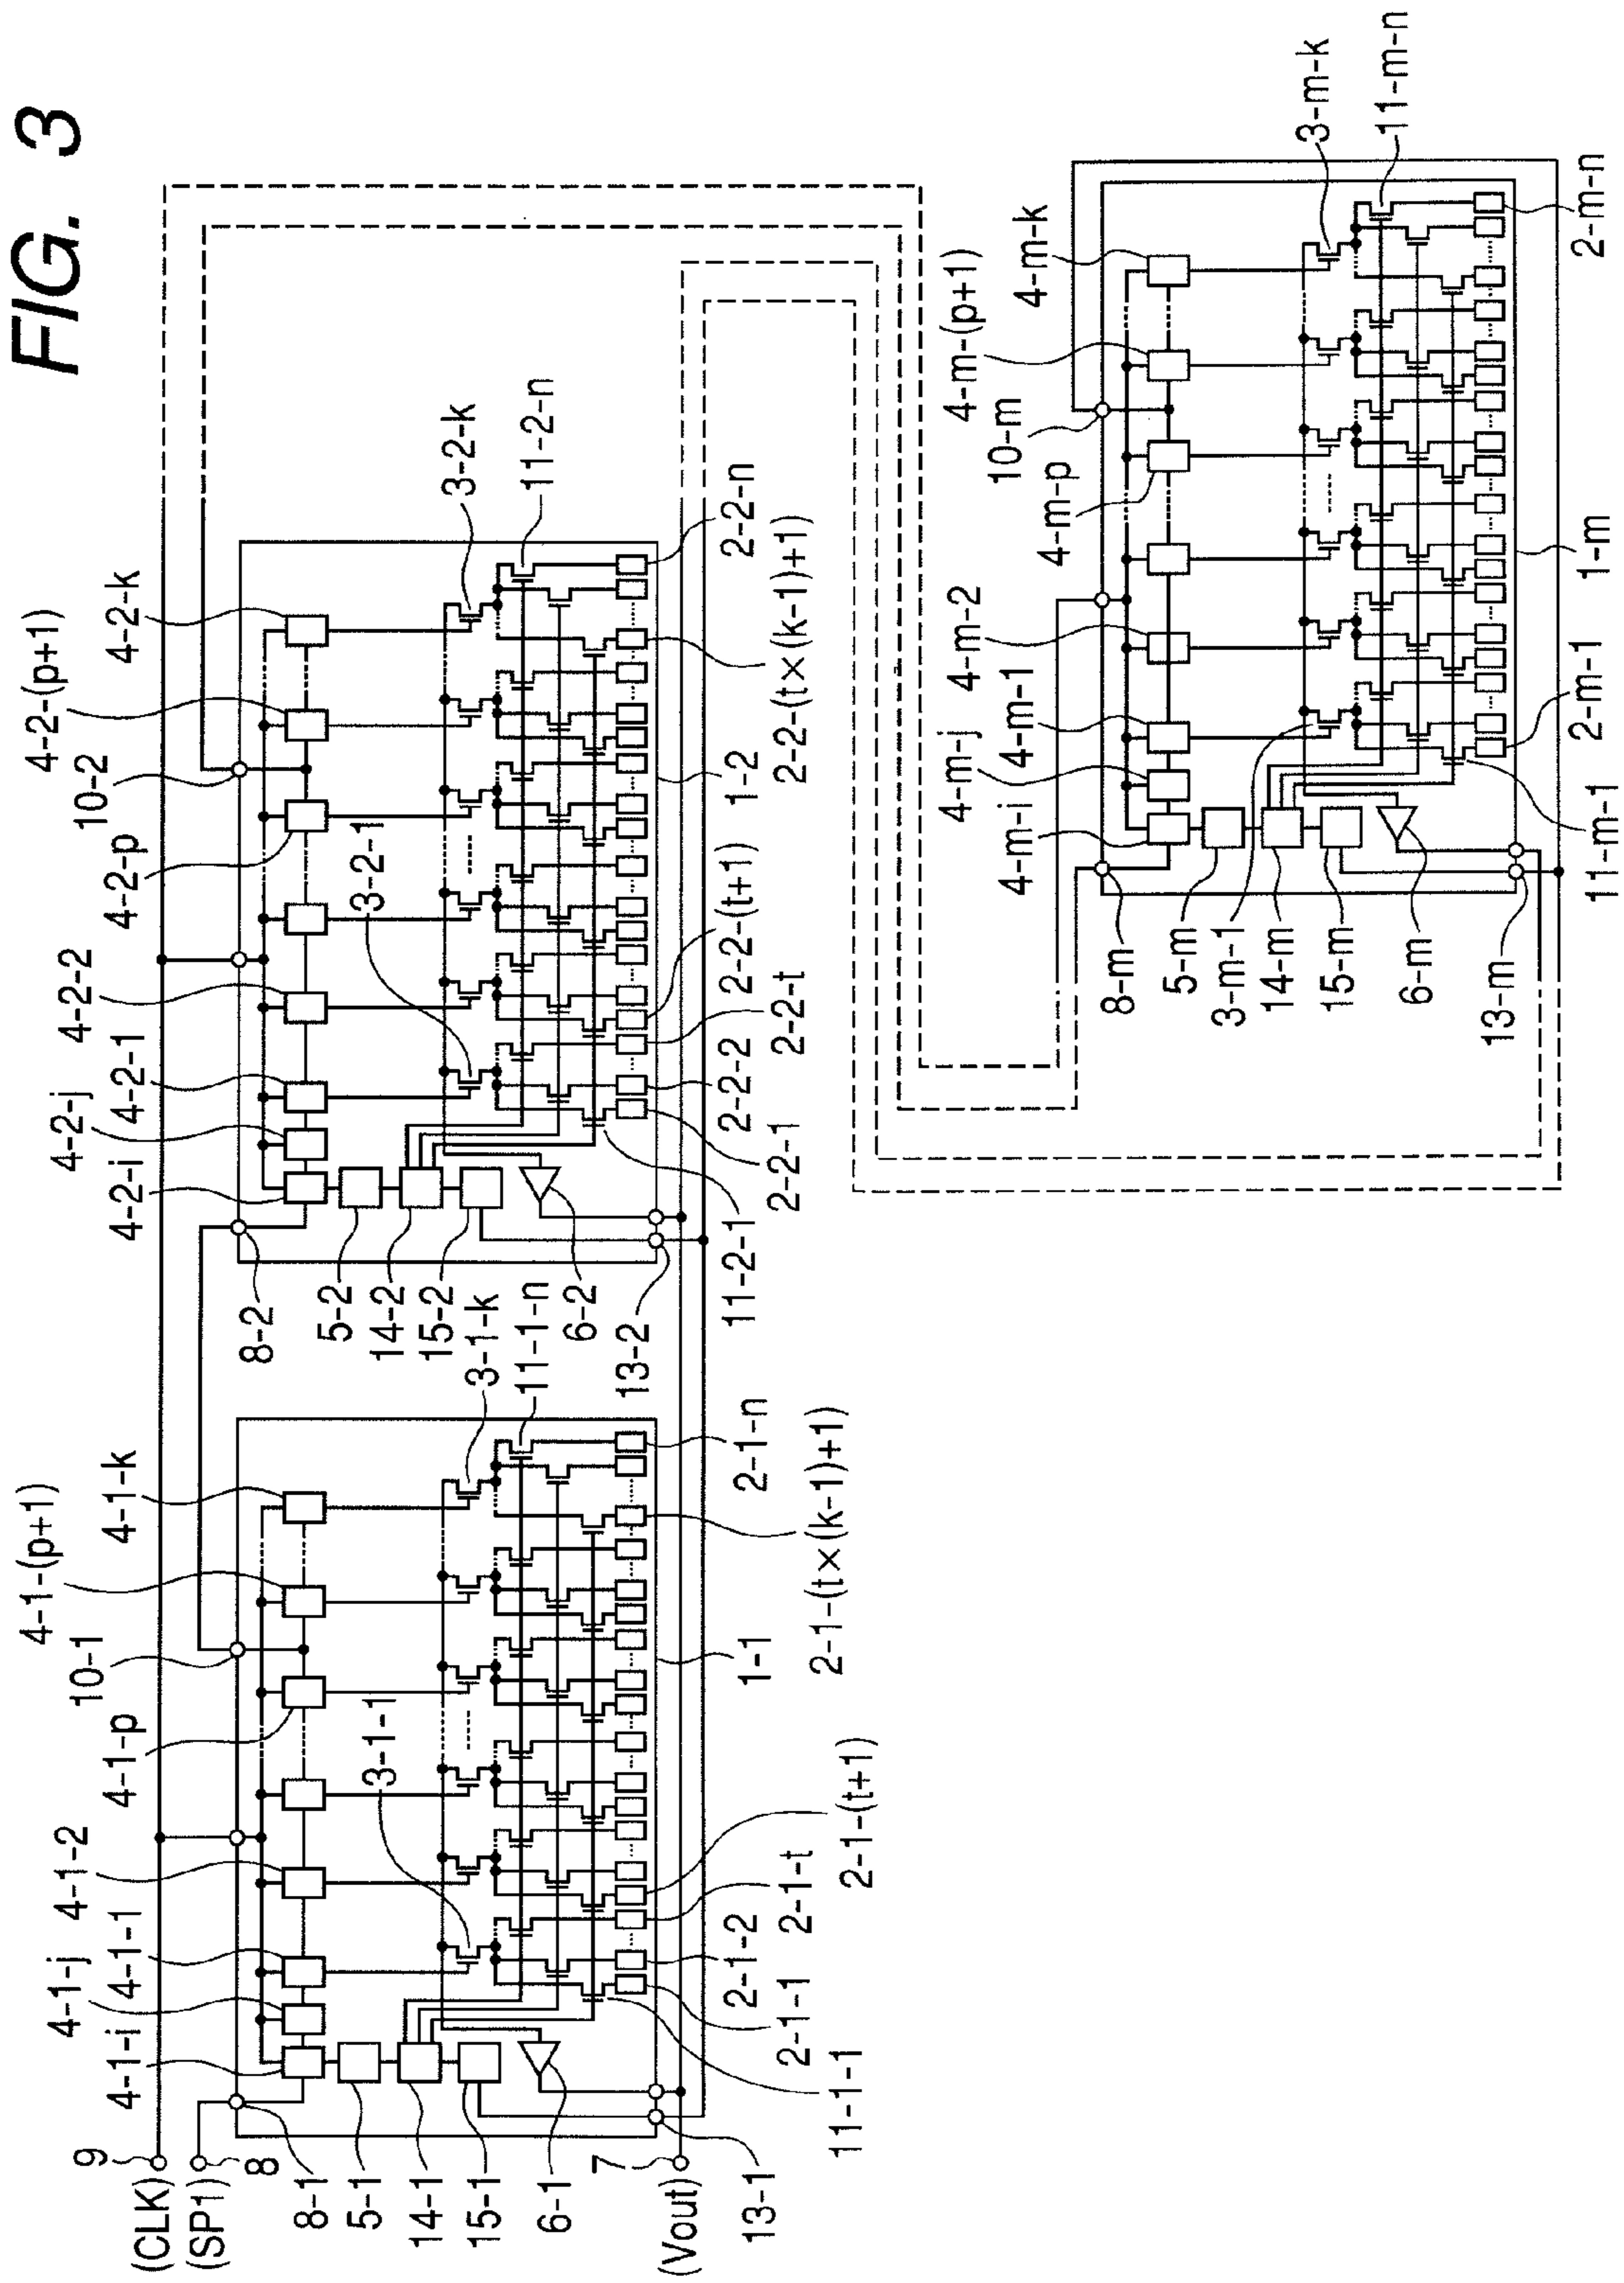 FIG. 3
(CLK)
9
(SP1)
8
8-1
5-1
14-1
15-1
6-1
7
(Vout)
13-1
4-1-i
4-1-j
4-1-1
4-1-2
4-1-p
10-1
4-1-(p+1)
4-1-k
3-1-1
3-1-k
11-1-n
11-1-1
2-1-1
2-1-2
2-1-t
2-1-(t+1)
1-1
2-1-(t×(k-1)+1)
2-1-n
8-2
5-2
14-2
15-2
6-2
13-2
4-2-i
4-2-j
4-2-1
4-2-2
4-2-p
10-2
4-2-(p+1)
4-2-k
3-2-1
3-2-k
11-2-n
11-2-1
2-2-1
2-2-2
2-2-t
2-2-(t+1)
1-2
2-2-(t×(k-1)+1)
2-2-n
8-m
5-m
3-m-1
14-m
15-m
6-m
13-m
4-m-i
4-m-j
4-m-1
4-m-2
4-m-p
10-m
4-m-(p+1)
4-m-k
3-m-k
11-m-n
11-m-1
2-m-1
1-m
2-m-n